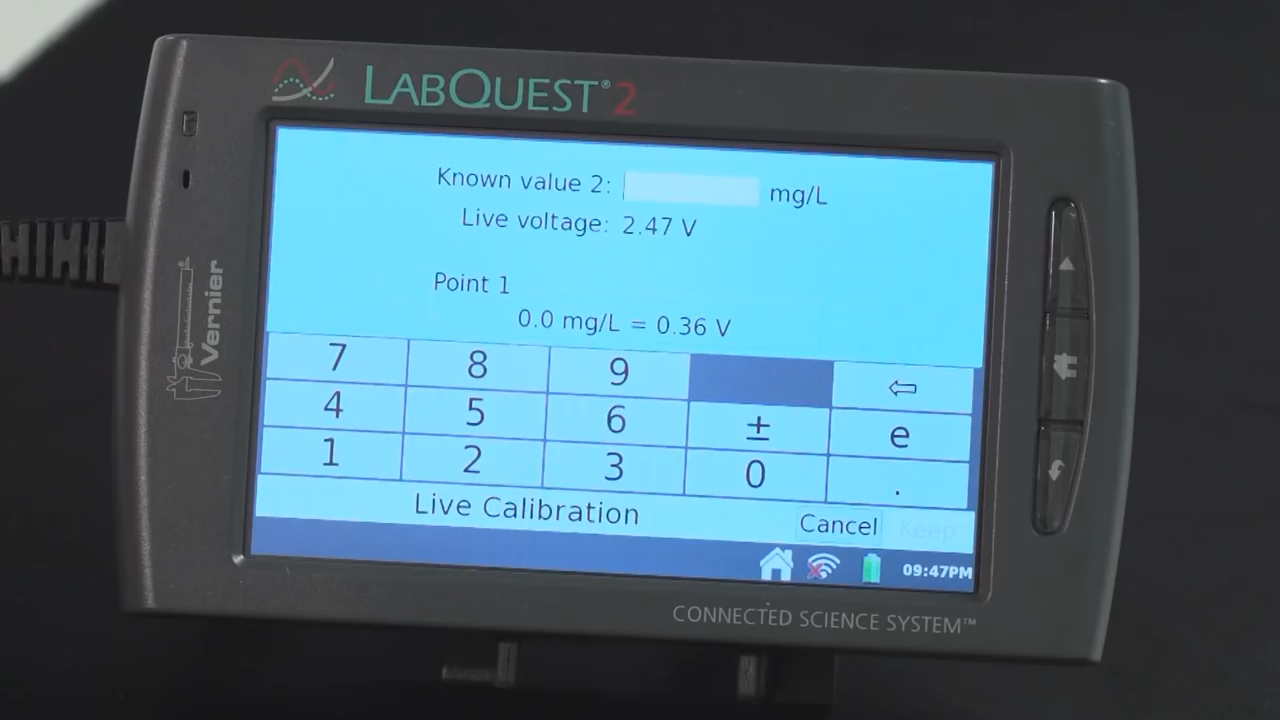 LABQUEST® 2
Vernier
Known value 2: mg/L
Live voltage: 2.47 V
Point 1
0.0 mg/L = 0.36 V
7 8 9 ⇦
4 5 6 ± e
1 2 3 0 .
Live Calibration Cancel Keep
09:47PM
CONNECTED SCIENCE SYSTEM™